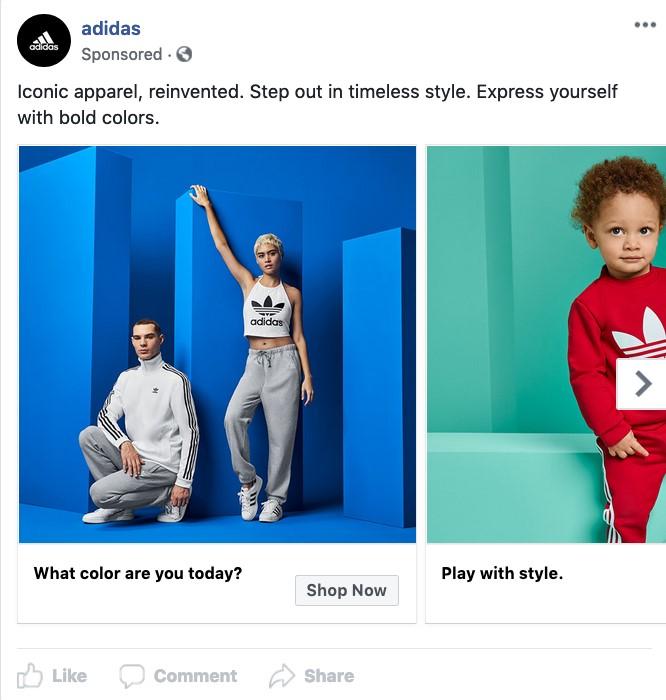 adidas
adidas
Sponsored ·
Iconic apparel, reinvented. Step out in timeless style. Express yourself
with bold colors.
adidas
What color are you today?
Shop Now
Play with style.
Like
Comment
Share